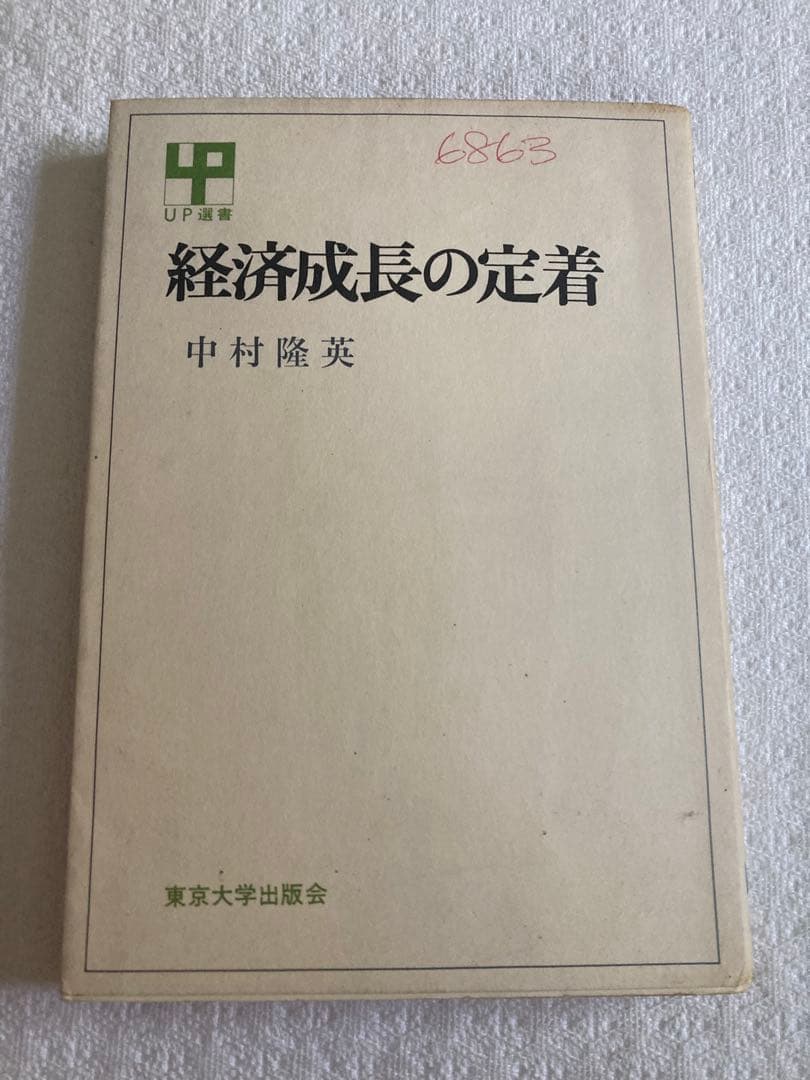 6863
UP
UP選書
経済成長の定着
中村隆英
東京大学出版会